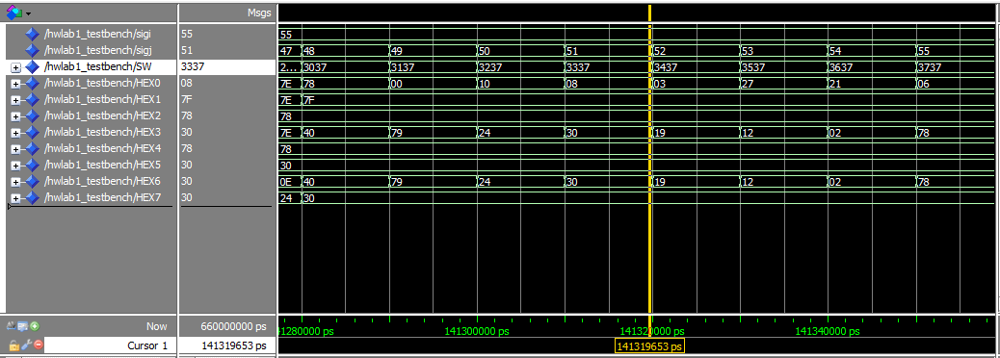 Msgs
/hwlab1_testbench/sigi 55 55
/hwlab1_testbench/sigj 51 47 48 49 50 51 52 53 54 55
/hwlab1_testbench/SW 3337 2... 3037 3137 3237 3337 3437 3537 3637 3737
/hwlab1_testbench/HEX0 08 7E 78 00 10 08 03 27 21 06
/hwlab1_testbench/HEX1 7F 7E 7F
/hwlab1_testbench/HEX2 78 78
/hwlab1_testbench/HEX3 30 7E 40 79 24 30 19 12 02 78
/hwlab1_testbench/HEX4 78 78
/hwlab1_testbench/HEX5 30 30
/hwlab1_testbench/HEX6 30 0E 40 79 24 30 19 12 02 78
/hwlab1_testbench/HEX7 30 24 30
Now 660000000 ps 41280000 ps 141300000 ps 141320000 ps 141340000 ps
Cursor 1 141319653 ps 141319653 ps